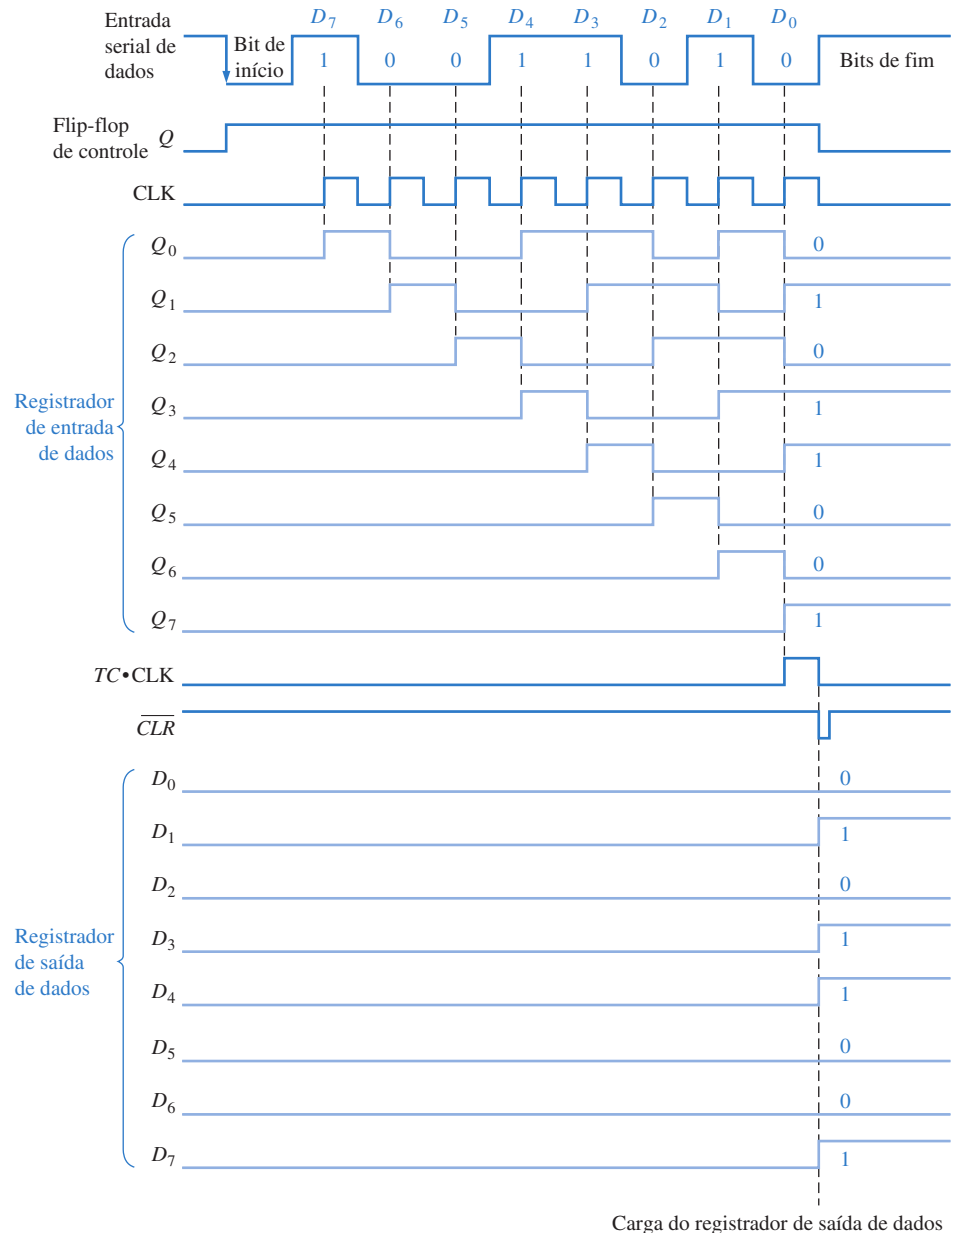 Entrada serial de dados
D7 D6 D5 D4 D3 D2 D1 D0
Bit de início
1 0 0 1 1 0 1 0
Bits de fim
Flip-flop de controle Q
CLK
Registrador de entrada de dados
Q0 0
Q1 1
Q2 0
Q3 1
Q4 1
Q5 0
Q6 0
Q7 1
TC•CLK
C̅L̅R̅
Registrador de saída de dados
D0 0
D1 1
D2 0
D3 1
D4 1
D5 0
D6 0
D7 1
Carga do registrador de saída de dados